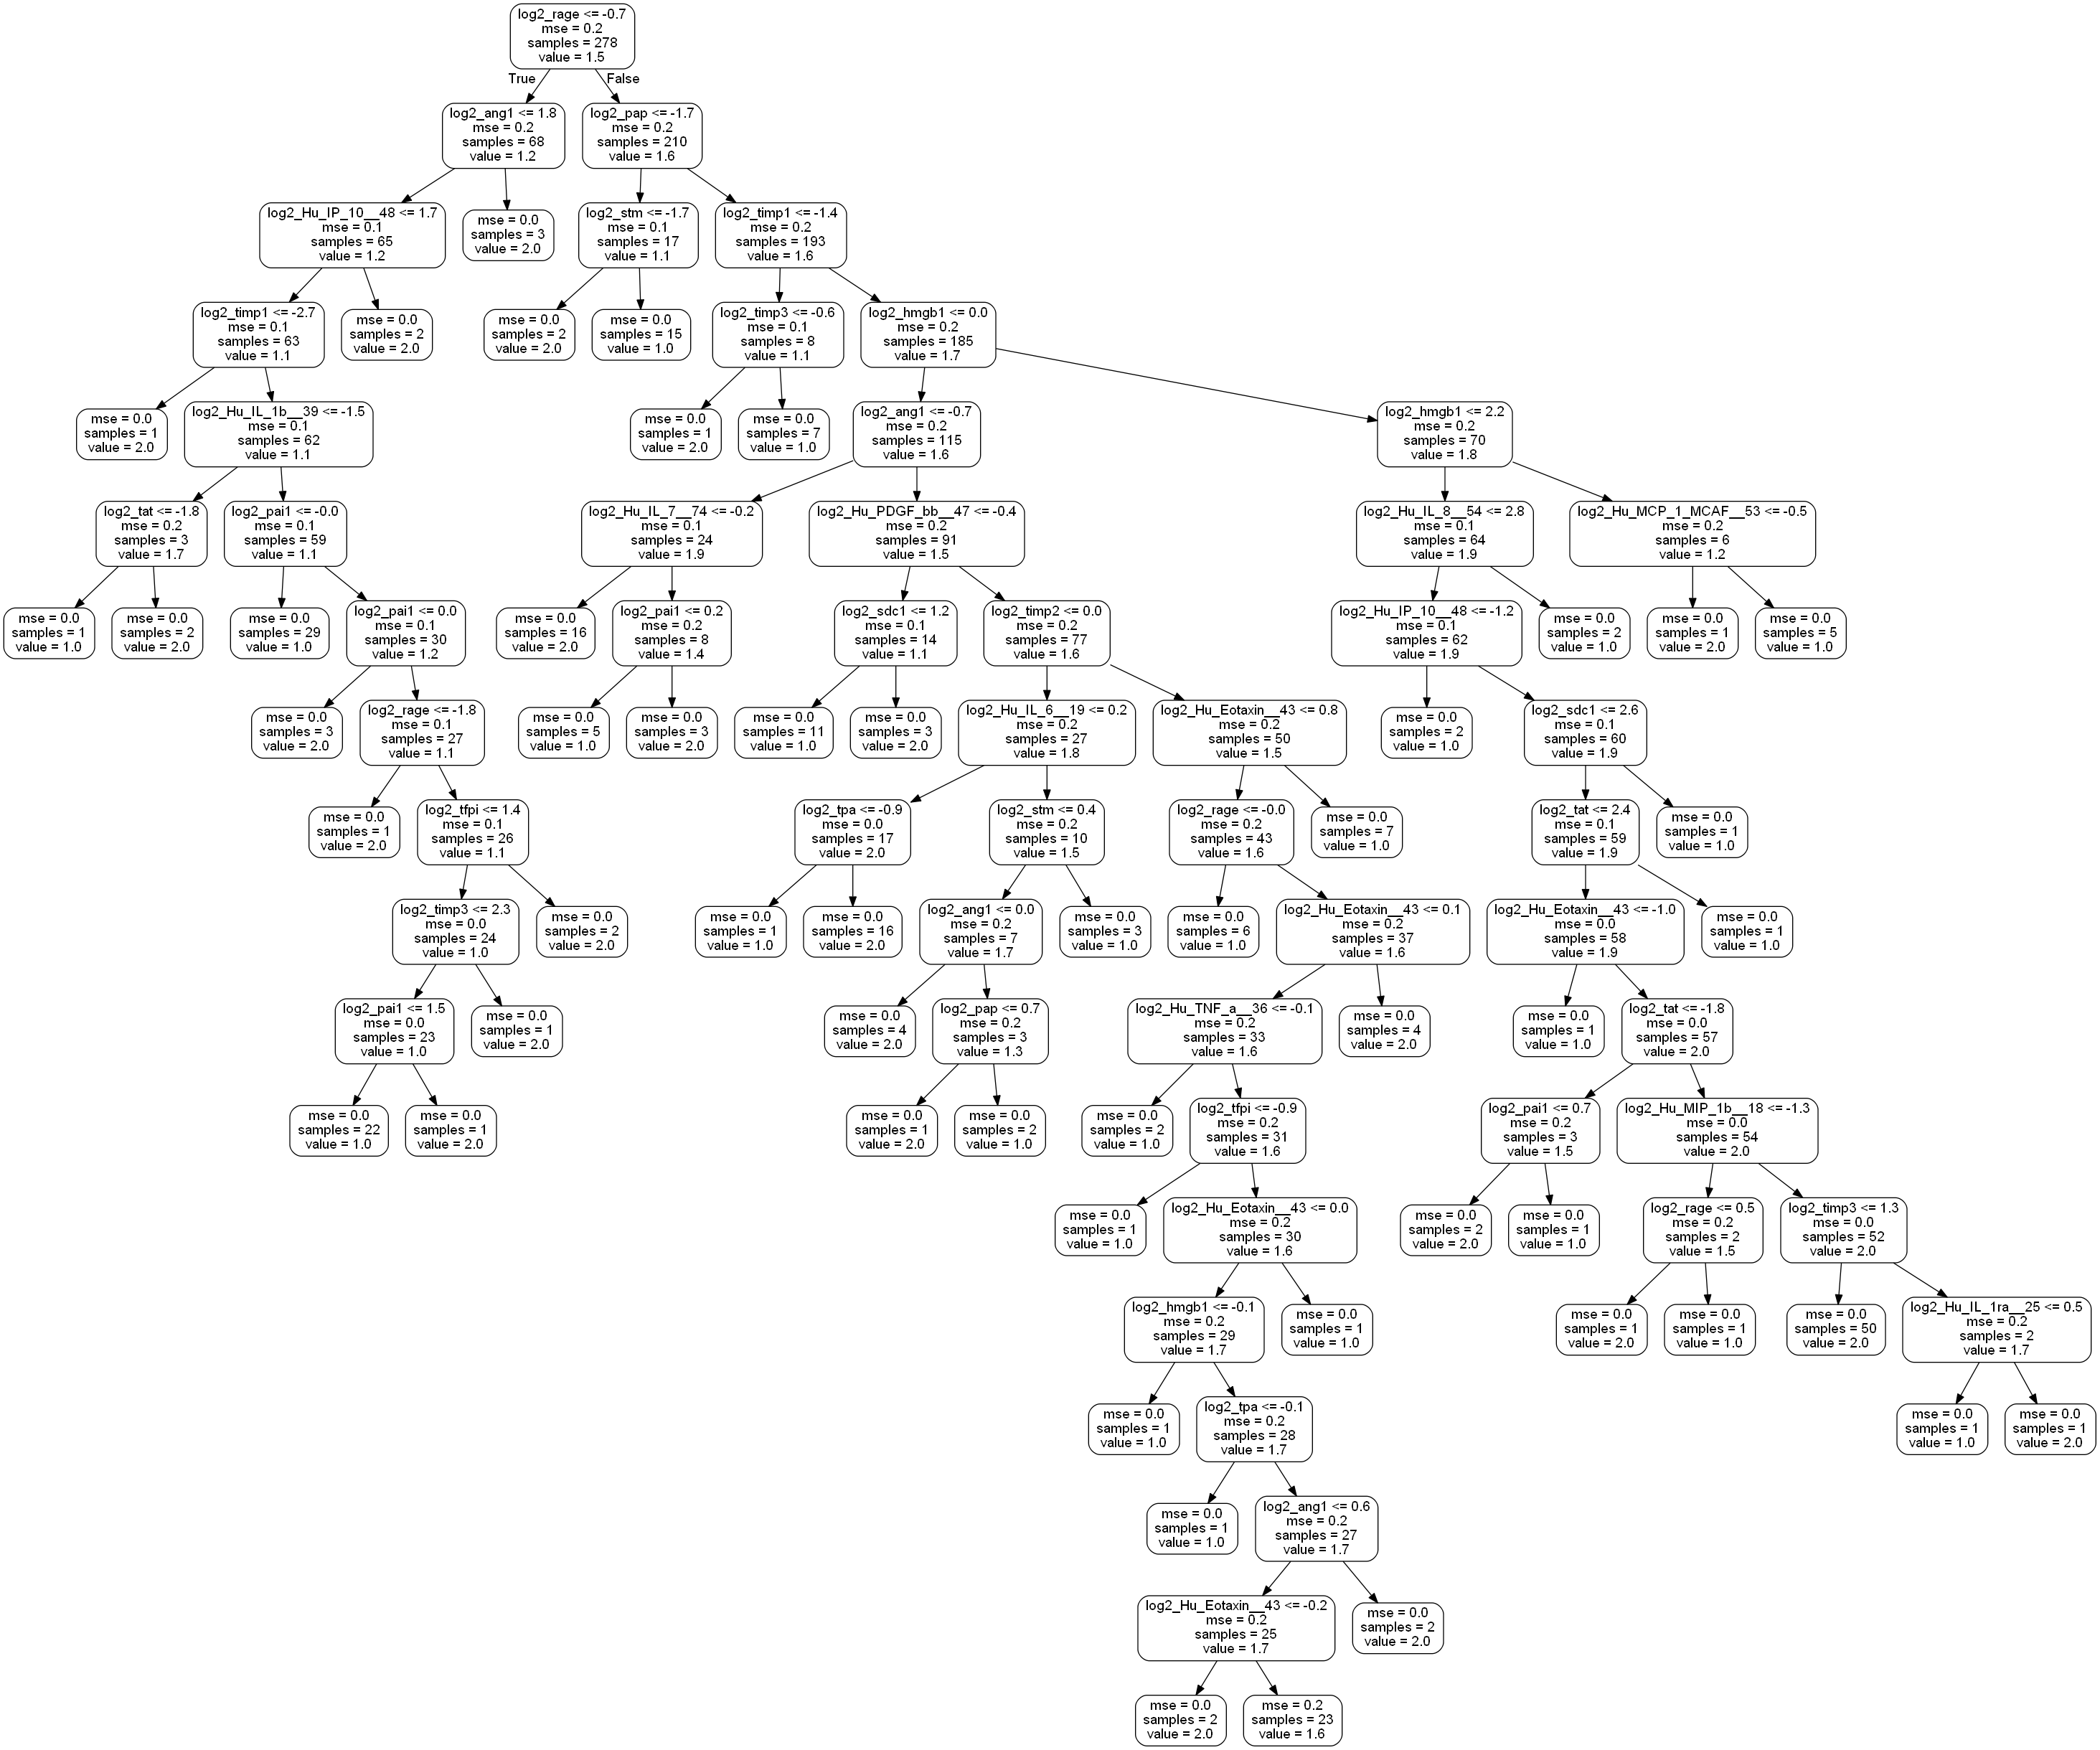 log2_rage <= -0.7
mse = 0.2
samples = 278
value = 1.5
True
False
log2_ang1 <= 1.8
mse = 0.2
samples = 68
value = 1.2
log2_pap <= -1.7
mse = 0.2
samples = 210
value = 1.6
log2_Hu_IP_10__48 <= 1.7
mse = 0.1
samples = 65
value = 1.2
mse = 0.0
samples = 3
value = 2.0
log2_stm <= -1.7
mse = 0.1
samples = 17
value = 1.1
log2_timp1 <= -1.4
mse = 0.2
samples = 193
value = 1.6
log2_timp1 <= -2.7
mse = 0.1
samples = 63
value = 1.1
mse = 0.0
samples = 2
value = 2.0
mse = 0.0
samples = 2
value = 2.0
mse = 0.0
samples = 15
value = 1.0
log2_timp3 <= -0.6
mse = 0.1
samples = 8
value = 1.1
log2_hmgb1 <= 0.0
mse = 0.2
samples = 185
value = 1.7
mse = 0.0
samples = 1
value = 2.0
log2_Hu_IL_1b__39 <= -1.5
mse = 0.1
samples = 62
value = 1.1
mse = 0.0
samples = 1
value = 2.0
mse = 0.0
samples = 7
value = 1.0
log2_ang1 <= -0.7
mse = 0.2
samples = 115
value = 1.6
log2_hmgb1 <= 2.2
mse = 0.2
samples = 70
value = 1.8
log2_tat <= -1.8
mse = 0.2
samples = 3
value = 1.7
log2_pai1 <= -0.0
mse = 0.1
samples = 59
value = 1.1
log2_Hu_IL_7__74 <= -0.2
mse = 0.1
samples = 24
value = 1.9
log2_Hu_PDGF_bb__47 <= -0.4
mse = 0.2
samples = 91
value = 1.5
log2_Hu_IL_8__54 <= 2.8
mse = 0.1
samples = 64
value = 1.9
log2_Hu_MCP_1_MCAF__53 <= -0.5
mse = 0.2
samples = 6
value = 1.2
mse = 0.0
samples = 1
value = 1.0
mse = 0.0
samples = 2
value = 2.0
mse = 0.0
samples = 29
value = 1.0
log2_pai1 <= 0.0
mse = 0.1
samples = 30
value = 1.2
mse = 0.0
samples = 16
value = 2.0
log2_pai1 <= 0.2
mse = 0.2
samples = 8
value = 1.4
log2_sdc1 <= 1.2
mse = 0.1
samples = 14
value = 1.1
log2_timp2 <= 0.0
mse = 0.2
samples = 77
value = 1.6
log2_Hu_IP_10__48 <= -1.2
mse = 0.1
samples = 62
value = 1.9
mse = 0.0
samples = 2
value = 1.0
mse = 0.0
samples = 1
value = 2.0
mse = 0.0
samples = 5
value = 1.0
mse = 0.0
samples = 3
value = 2.0
log2_rage <= -1.8
mse = 0.1
samples = 27
value = 1.1
mse = 0.0
samples = 5
value = 1.0
mse = 0.0
samples = 3
value = 2.0
mse = 0.0
samples = 11
value = 1.0
mse = 0.0
samples = 3
value = 2.0
log2_Hu_IL_6__19 <= 0.2
mse = 0.2
samples = 27
value = 1.8
log2_Hu_Eotaxin__43 <= 0.8
mse = 0.2
samples = 50
value = 1.5
mse = 0.0
samples = 2
value = 1.0
log2_sdc1 <= 2.6
mse = 0.1
samples = 60
value = 1.9
mse = 0.0
samples = 1
value = 2.0
log2_tfpi <= 1.4
mse = 0.1
samples = 26
value = 1.1
log2_tpa <= -0.9
mse = 0.0
samples = 17
value = 2.0
log2_stm <= 0.4
mse = 0.2
samples = 10
value = 1.5
log2_rage <= -0.0
mse = 0.2
samples = 43
value = 1.6
mse = 0.0
samples = 7
value = 1.0
log2_tat <= 2.4
mse = 0.1
samples = 59
value = 1.9
mse = 0.0
samples = 1
value = 1.0
log2_timp3 <= 2.3
mse = 0.0
samples = 24
value = 1.0
mse = 0.0
samples = 2
value = 2.0
mse = 0.0
samples = 1
value = 1.0
mse = 0.0
samples = 16
value = 2.0
log2_ang1 <= 0.0
mse = 0.2
samples = 7
value = 1.7
mse = 0.0
samples = 3
value = 1.0
mse = 0.0
samples = 6
value = 1.0
log2_Hu_Eotaxin__43 <= 0.1
mse = 0.2
samples = 37
value = 1.6
log2_Hu_Eotaxin__43 <= -1.0
mse = 0.0
samples = 58
value = 1.9
mse = 0.0
samples = 1
value = 1.0
log2_pai1 <= 1.5
mse = 0.0
samples = 23
value = 1.0
mse = 0.0
samples = 1
value = 2.0
mse = 0.0
samples = 4
value = 2.0
log2_pap <= 0.7
mse = 0.2
samples = 3
value = 1.3
log2_Hu_TNF_a__36 <= -0.1
mse = 0.2
samples = 33
value = 1.6
mse = 0.0
samples = 4
value = 2.0
mse = 0.0
samples = 1
value = 1.0
log2_tat <= -1.8
mse = 0.0
samples = 57
value = 2.0
mse = 0.0
samples = 22
value = 1.0
mse = 0.0
samples = 1
value = 2.0
mse = 0.0
samples = 1
value = 2.0
mse = 0.0
samples = 2
value = 1.0
mse = 0.0
samples = 2
value = 1.0
log2_tfpi <= -0.9
mse = 0.2
samples = 31
value = 1.6
log2_pai1 <= 0.7
mse = 0.2
samples = 3
value = 1.5
log2_Hu_MIP_1b__18 <= -1.3
mse = 0.0
samples = 54
value = 2.0
mse = 0.0
samples = 1
value = 1.0
log2_Hu_Eotaxin__43 <= 0.0
mse = 0.2
samples = 30
value = 1.6
mse = 0.0
samples = 2
value = 2.0
mse = 0.0
samples = 1
value = 1.0
log2_rage <= 0.5
mse = 0.2
samples = 2
value = 1.5
log2_timp3 <= 1.3
mse = 0.0
samples = 52
value = 2.0
log2_hmgb1 <= -0.1
mse = 0.2
samples = 29
value = 1.7
mse = 0.0
samples = 1
value = 1.0
mse = 0.0
samples = 1
value = 2.0
mse = 0.0
samples = 1
value = 1.0
mse = 0.0
samples = 50
value = 2.0
log2_Hu_IL_1ra__25 <= 0.5
mse = 0.2
samples = 2
value = 1.7
mse = 0.0
samples = 1
value = 1.0
log2_tpa <= -0.1
mse = 0.2
samples = 28
value = 1.7
mse = 0.0
samples = 1
value = 1.0
mse = 0.0
samples = 1
value = 2.0
mse = 0.0
samples = 1
value = 1.0
log2_ang1 <= 0.6
mse = 0.2
samples = 27
value = 1.7
log2_Hu_Eotaxin__43 <= -0.2
mse = 0.2
samples = 25
value = 1.7
mse = 0.0
samples = 2
value = 2.0
mse = 0.0
samples = 2
value = 2.0
mse = 0.2
samples = 23
value = 1.6